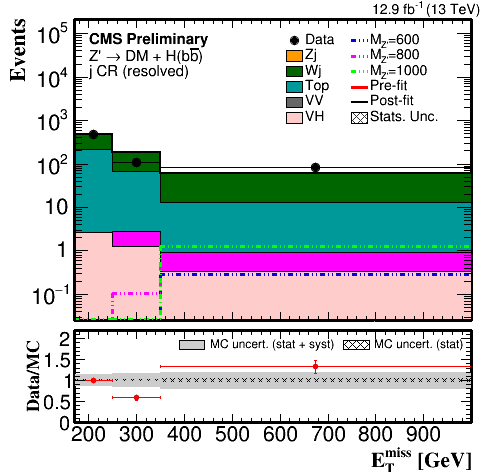 12.9 fb⁻¹ (13 TeV)
CMS Preliminary
Z' → DM + H(bb̅)
j CR (resolved)
Data
Zj
Wj
Top
VV
VH
M_Z'=600
M_Z'=800
M_Z'=1000
Pre-fit
Post-fit
Stats. Unc.
Events
10⁵
10⁴
10³
10²
10
1
10⁻¹
MC uncert. (stat + syst)
MC uncert. (stat)
Data/MC
2
1.5
1
0.5
0
200 300 400 500 600 700 800 900
E_T^miss [GeV]